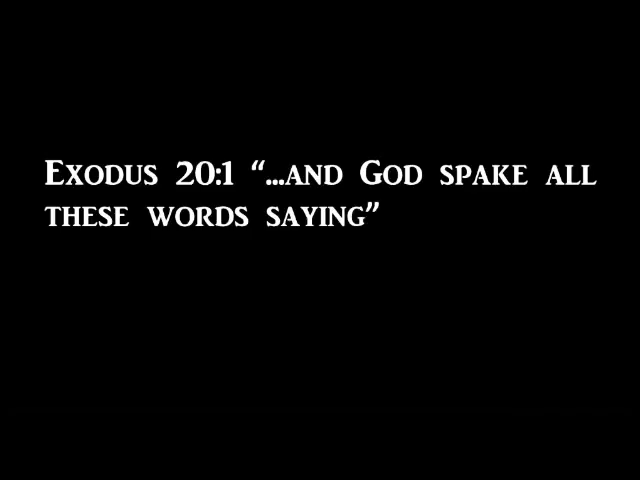 Exodus 20:1 “...and God spake all
these words saying”